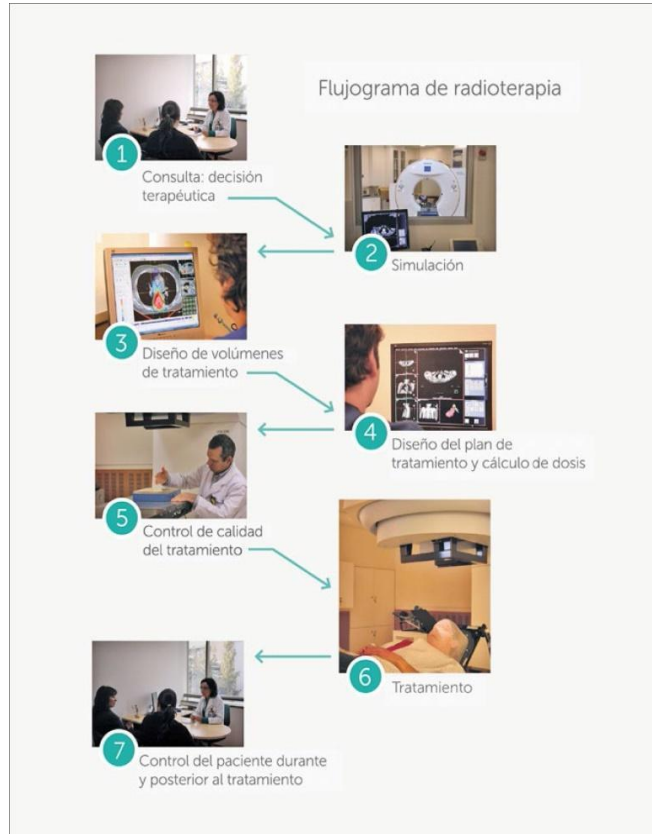 Flujograma de radioterapia
1
Consulta: decisión
terapéutica
2
Simulación
3
Diseño de volúmenes
de tratamiento
4
Diseño del plan de
tratamiento y cálculo de dosis
5
Control de calidad
del tratamiento
6
Tratamiento
7
Control del paciente durante
y posterior al tratamiento